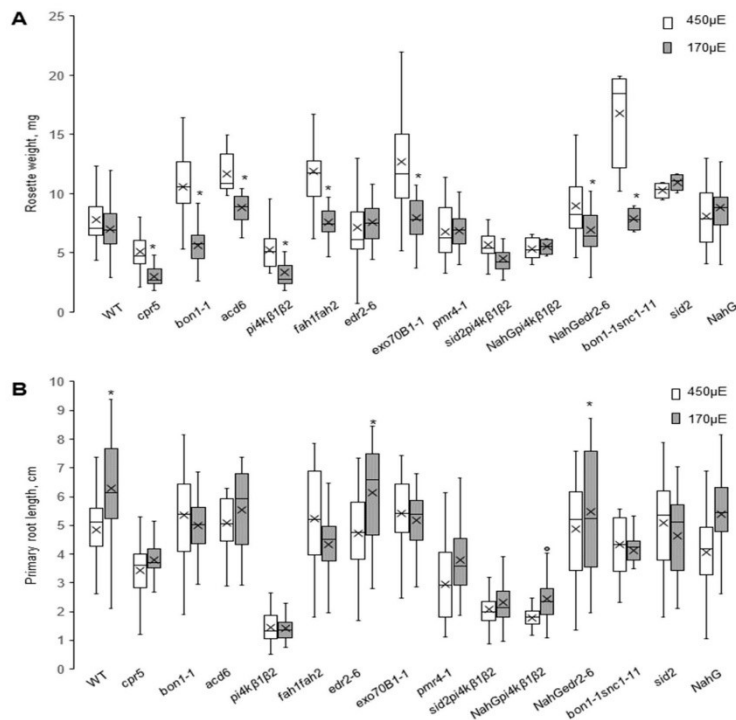 A
450µE
170µE
25
20
15
10
5
0
Rosette weight, mg
*
*
*
*
*
*
*
*
WT
cpr5
bon1-1
acd6
pi4kβ1β2
fah1fah2
edr2-6
exo70B1-1
pmr4-1
sid2pi4kβ1β2
NahGpi4kβ1β2
NahGedr2-6
bon1-1snc1-11
sid2
NahG
B
450µE
170µE
10
9
8
7
6
5
4
3
2
1
0
Primary root length, cm
*
*
*
WT
cpr5
bon1-1
acd6
pi4kβ1β2
fah1fah2
edr2-6
exo70B1-1
pmr4-1
sid2pi4kβ1β2
NahGpi4kβ1β2
NahGedr2-6
bon1-1snc1-11
sid2
NahG